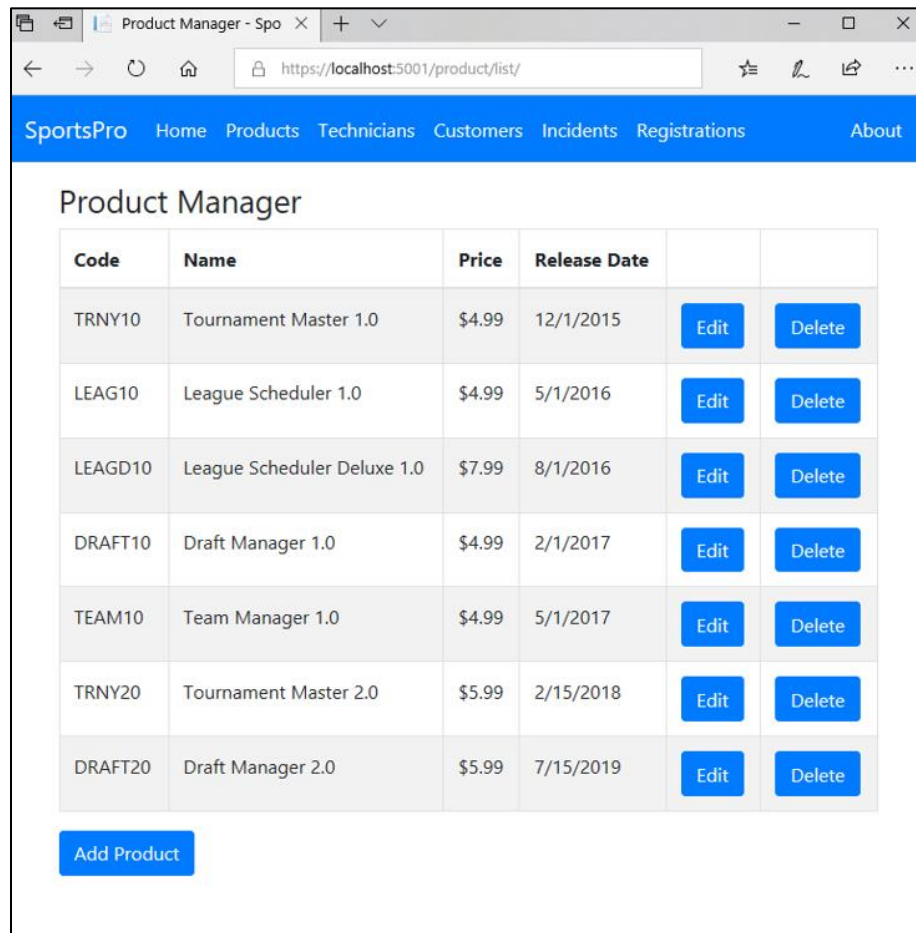 Product Manager - Spo
https://localhost:5001/product/list/
SportsPro Home Products Technicians Customers Incidents Registrations About
Product Manager
Code Name Price Release Date
TRNY10 Tournament Master 1.0 $4.99 12/1/2015 Edit Delete
LEAG10 League Scheduler 1.0 $4.99 5/1/2016 Edit Delete
LEAGD10 League Scheduler Deluxe 1.0 $7.99 8/1/2016 Edit Delete
DRAFT10 Draft Manager 1.0 $4.99 2/1/2017 Edit Delete
TEAM10 Team Manager 1.0 $4.99 5/1/2017 Edit Delete
TRNY20 Tournament Master 2.0 $5.99 2/15/2018 Edit Delete
DRAFT20 Draft Manager 2.0 $5.99 7/15/2019 Edit Delete
Add Product